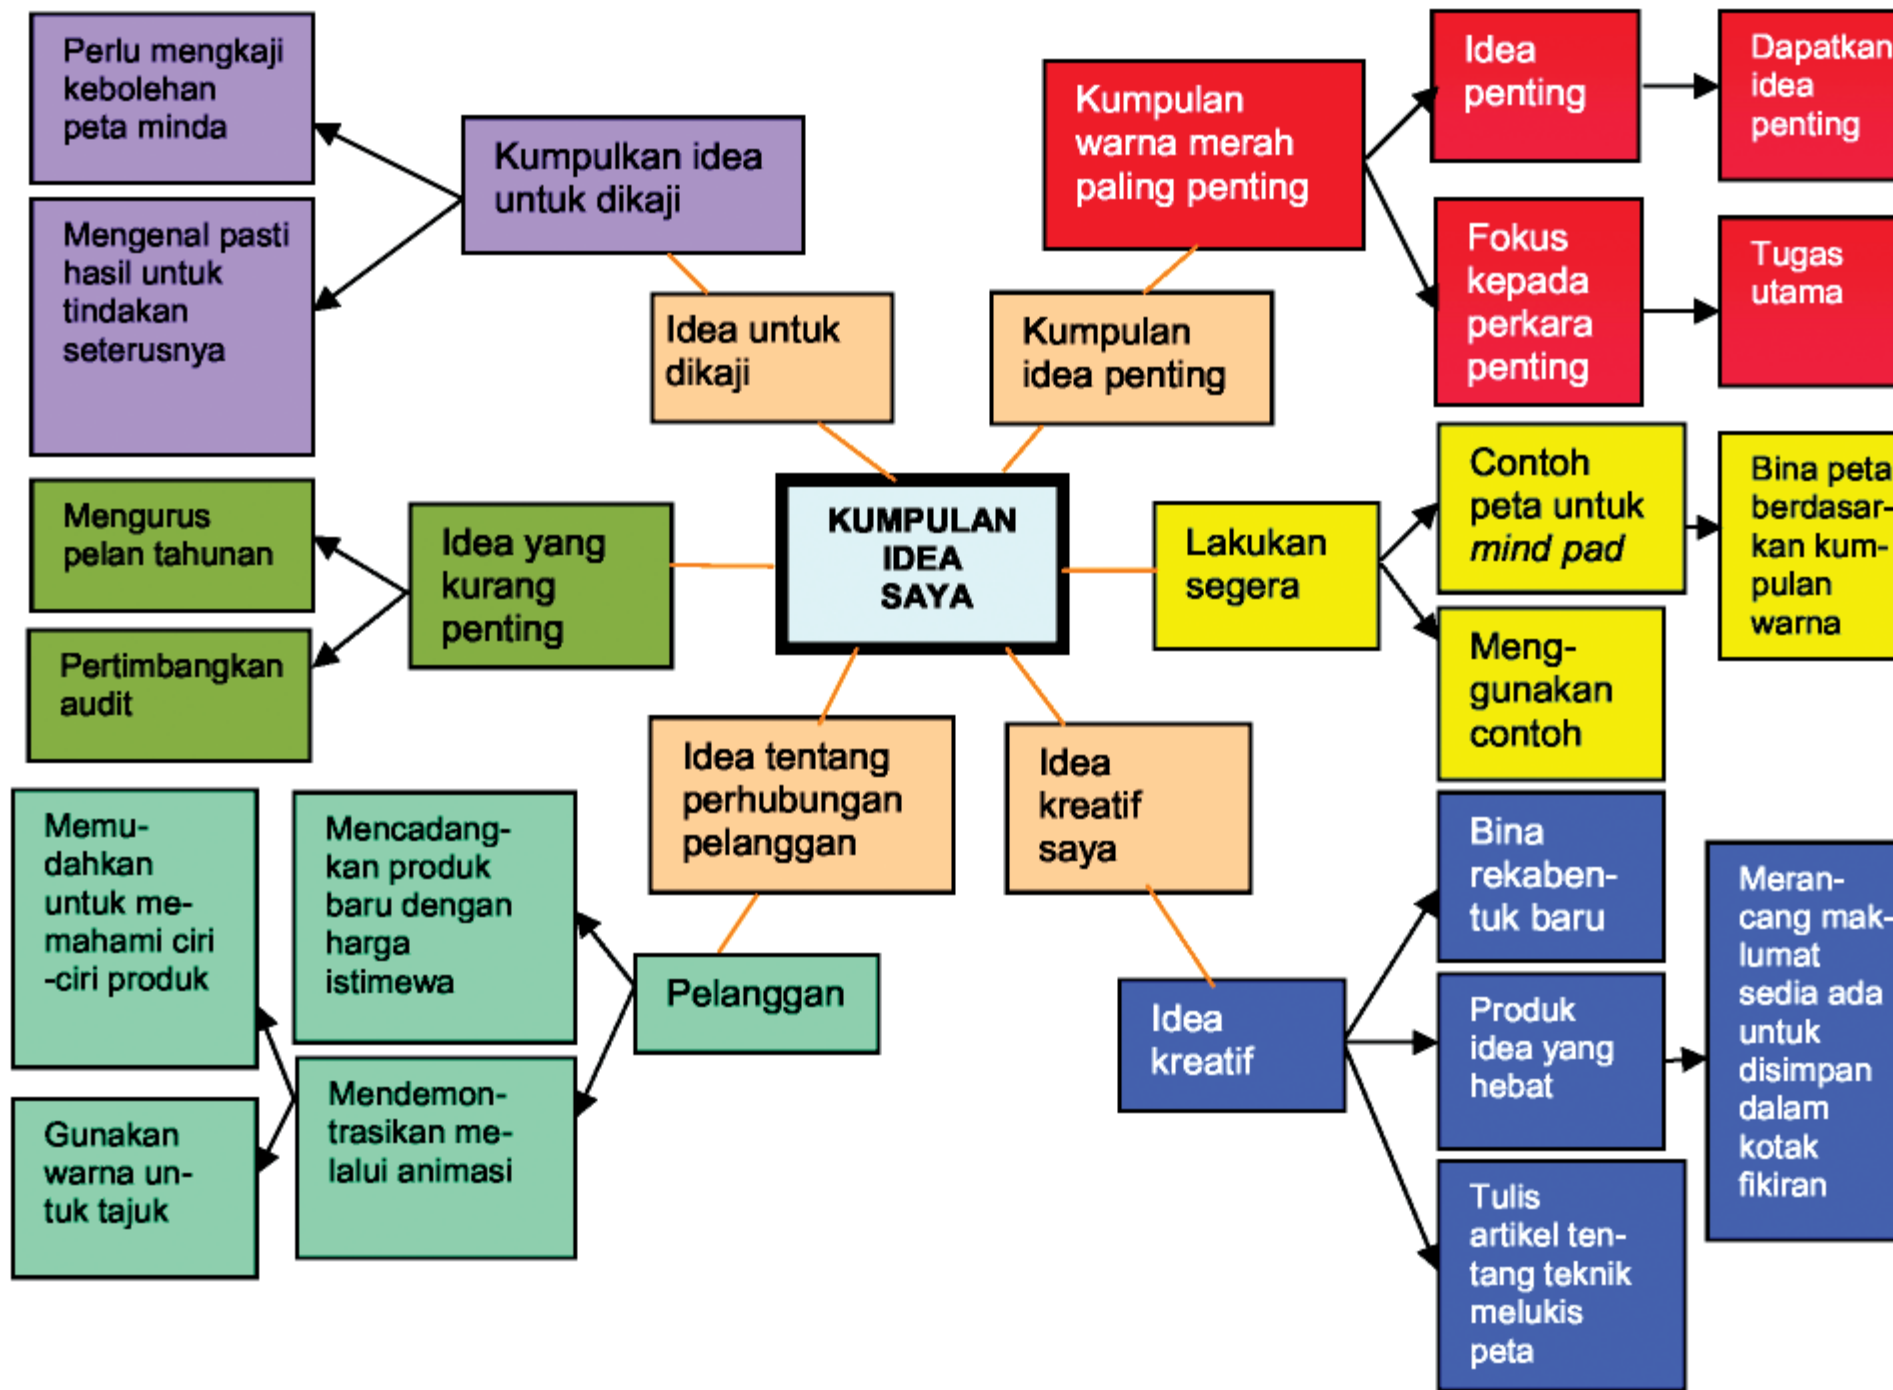 Perlu mengkaji
kebolehan
peta minda
Mengenal pasti
hasil untuk
tindakan
seterusnya
Kumpulkan idea
untuk dikaji
Idea untuk
dikaji
Kumpulan
warna merah
paling penting
Idea
penting
Dapatkan
idea
penting
Fokus
kepada
perkara
penting
Tugas
utama
Kumpulan
idea penting
KUMPULAN
IDEA
SAYA
Mengurus
pelan tahunan
Pertimbangkan
audit
Idea yang
kurang
penting
Lakukan
segera
Contoh
peta untuk
mind pad
Bina peta
berdasar-
kan kum-
pulan
warna
Meng-
gunakan
contoh
Memu-
dahkan
untuk me-
mahami ciri
-ciri produk
Gunakan
warna un-
tuk tajuk
Mencadang-
kan produk
baru dengan
harga
istimewa
Mendemon-
trasikan me-
lalui animasi
Idea tentang
perhubungan
pelanggan
Pelanggan
Idea
kreatif
saya
Idea
kreatif
Bina
rekaben-
tuk baru
Produk
idea yang
hebat
Tulis
artikel ten-
tang teknik
melukis
peta
Meran-
cang mak-
lumat
sedia ada
untuk
disimpan
dalam
kotak
fikiran